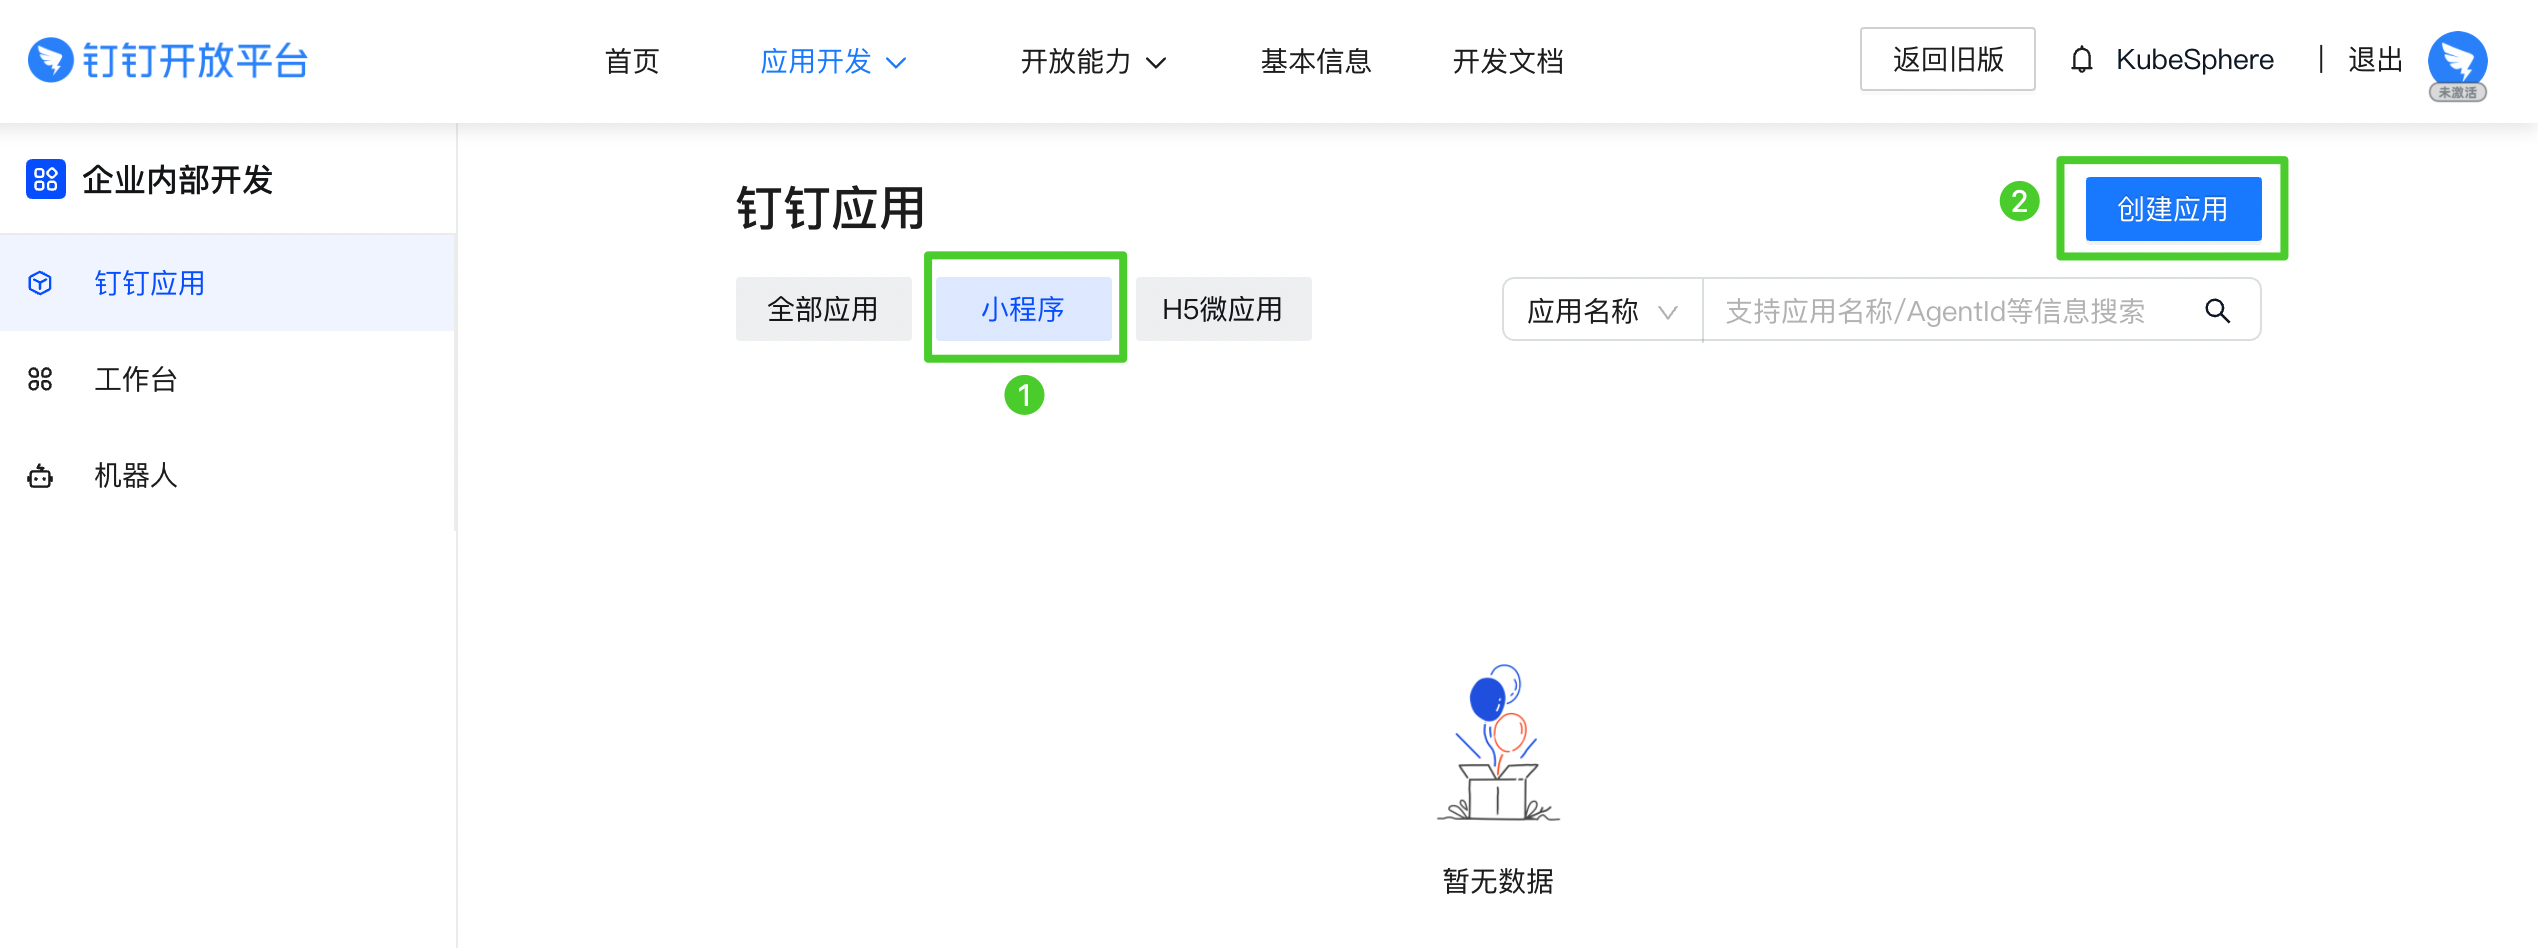 钉钉开放平台 首页 应用开发 开放能力 基本信息 开发文档 返回旧版 KubeSphere | 退出
未激活
企业内部开发
钉钉应用
工作台
机器人
钉钉应用
2 创建应用
全部应用 小程序 H5微应用 应用名称 支持应用名称/AgentId等信息搜索
1
暂无数据